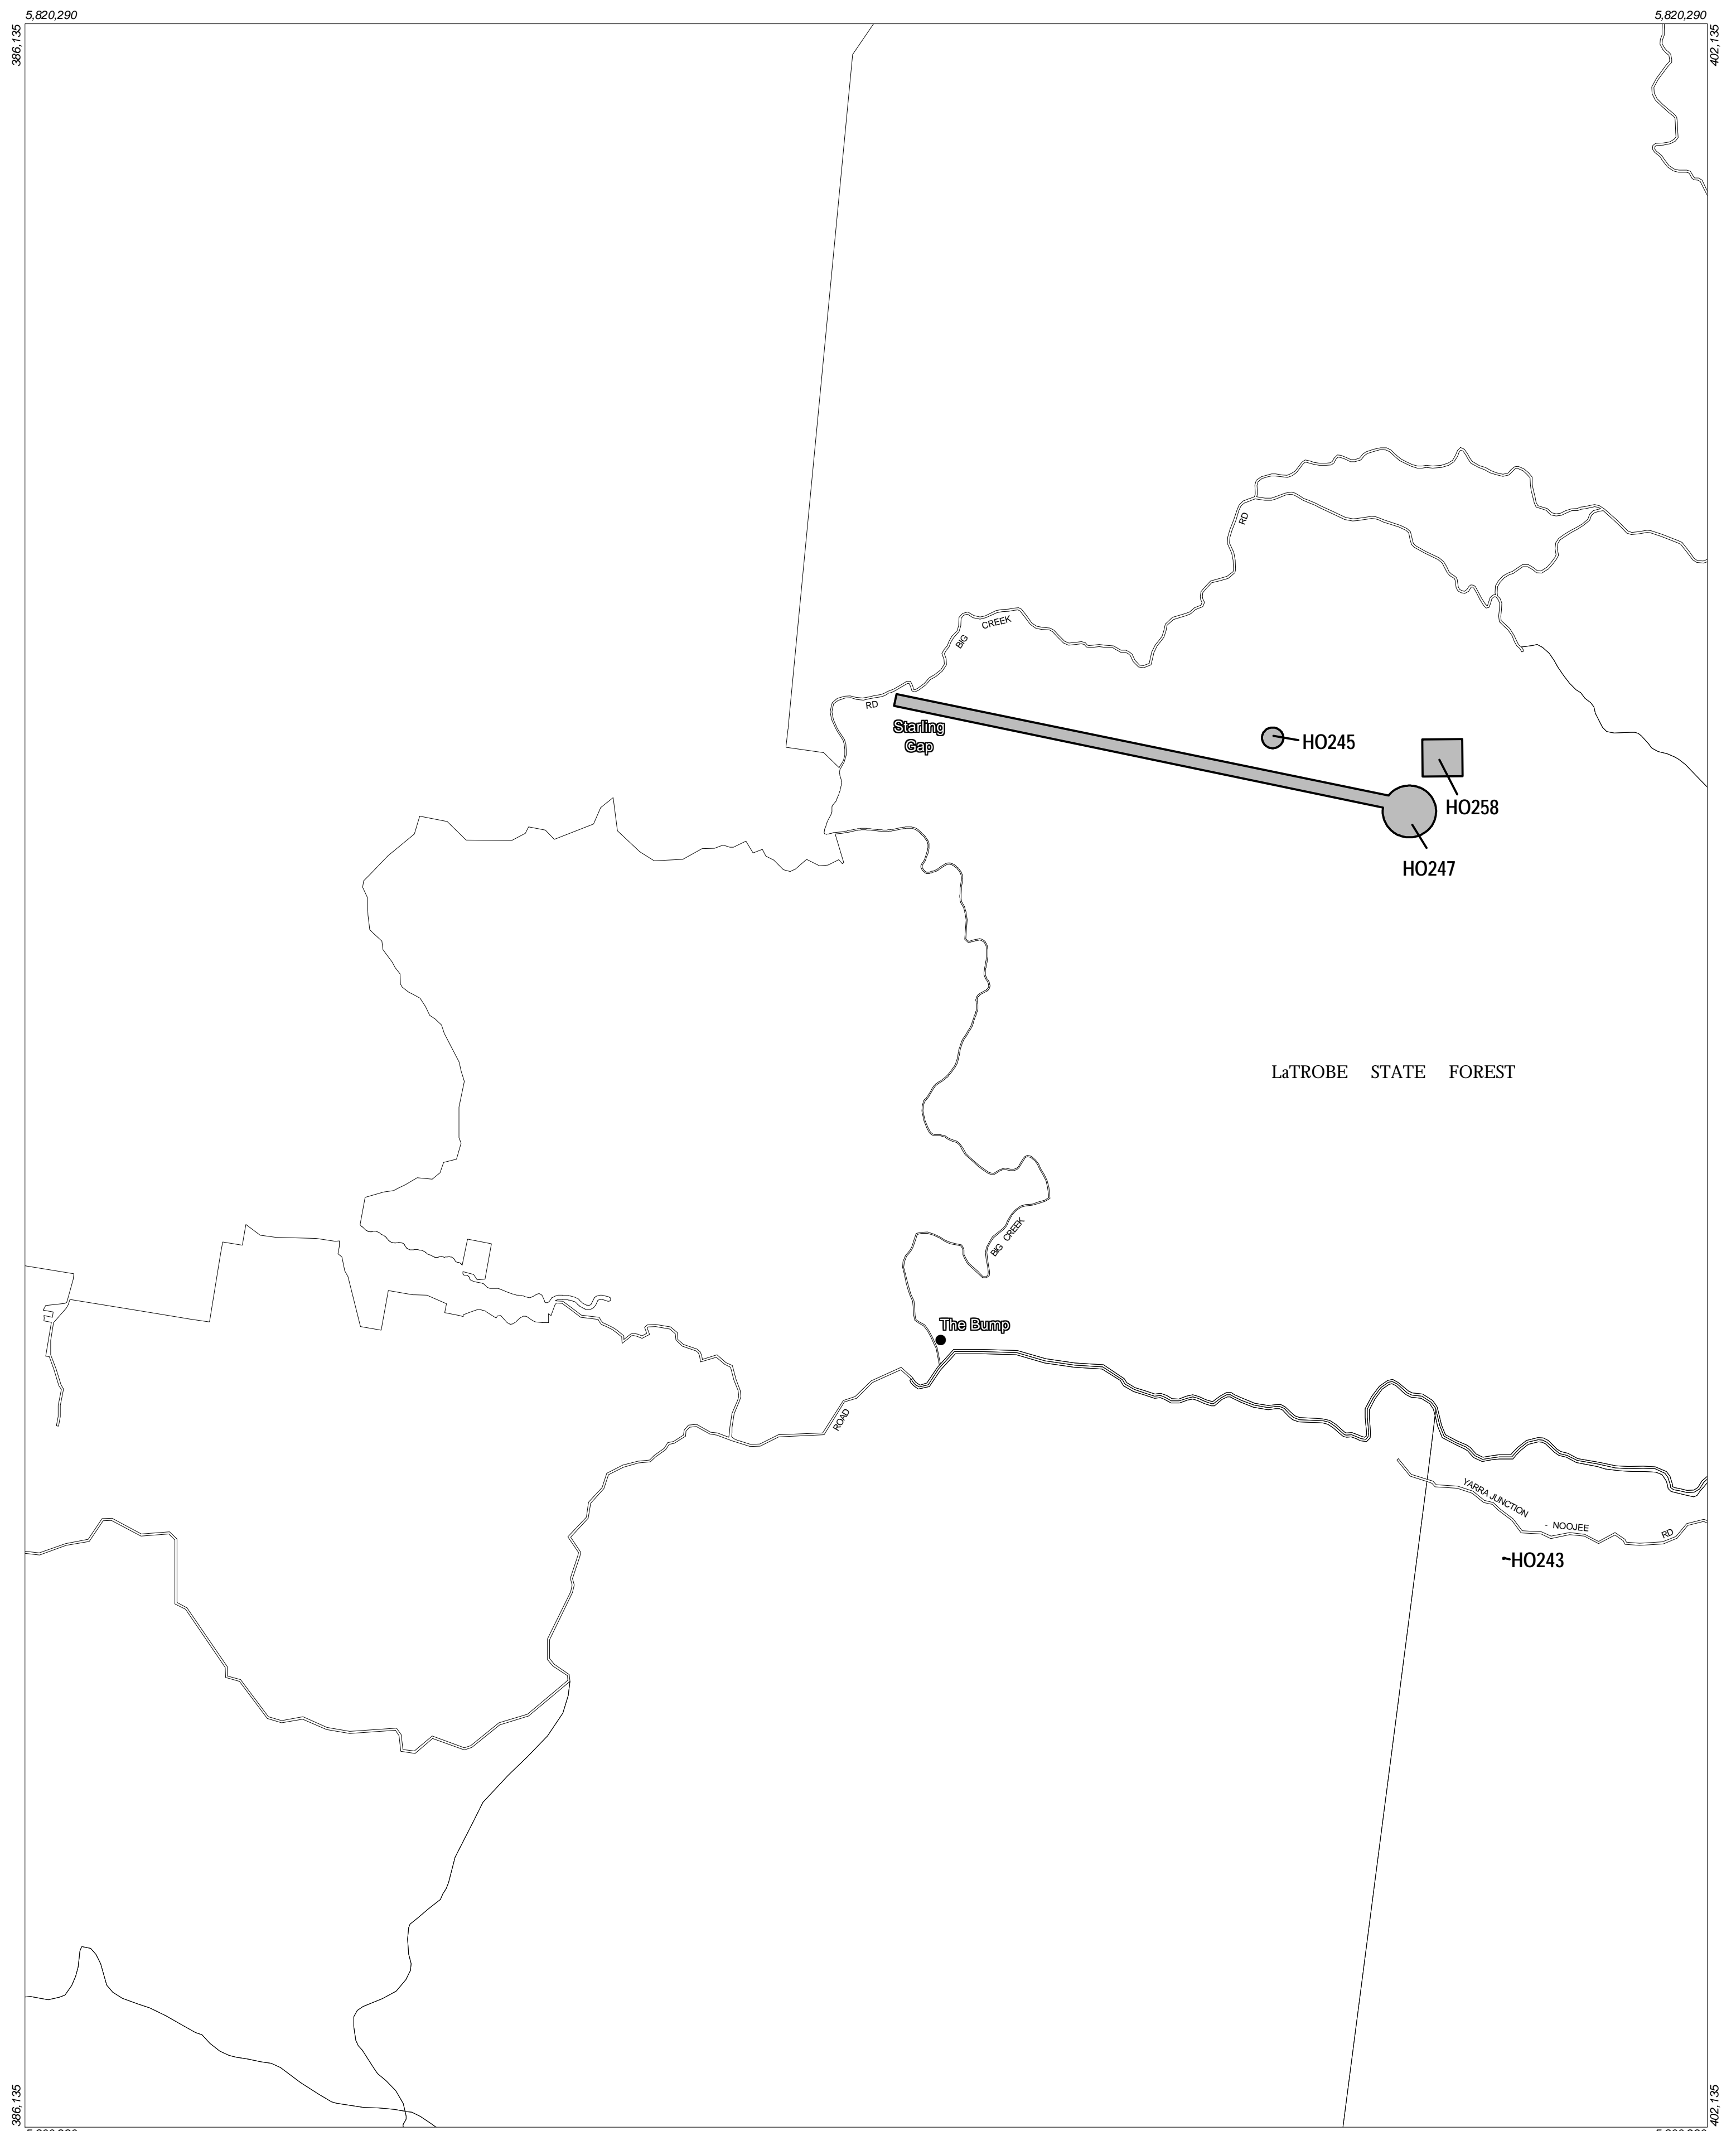 5,820,290
5,820,290
386,135
402,135
RD
BIG CREEK
RD
Starling
Gap
HO245
HO258
HO247
LaTROBE STATE FOREST
BIG CREEK
The Bump
ROAD
YARRA JUNCTION - NOOJEE RD
HO243
386,135
402,135